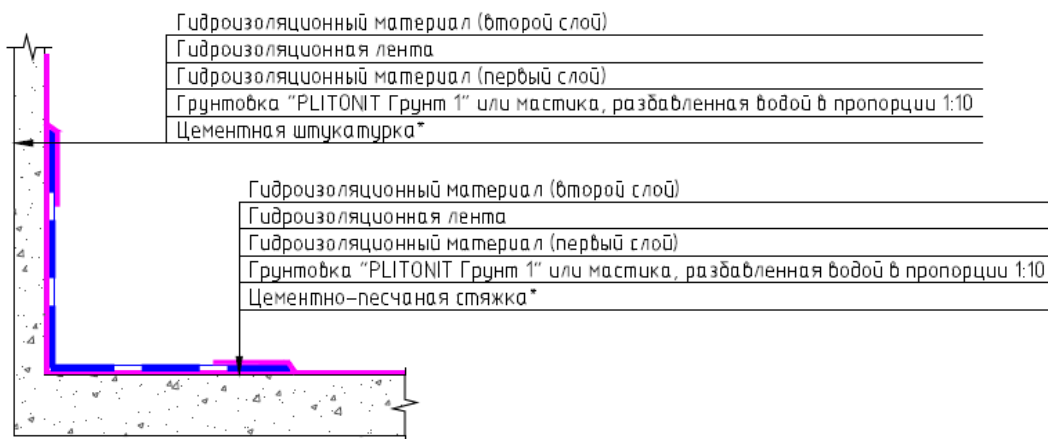 Гидроизоляционный материал (второй слой)
Гидроизоляционная лента
Гидроизоляционный материал (первый слой)
Грунтовка "PLITONIT Грунт 1" или мастика, разбавленная водой в пропорции 1:10
Цементная штукатурка*
Гидроизоляционный материал (второй слой)
Гидроизоляционная лента
Гидроизоляционный материал (первый слой)
Грунтовка "PLITONIT Грунт 1" или мастика, разбавленная водой в пропорции 1:10
Цементно-песчаная стяжка*